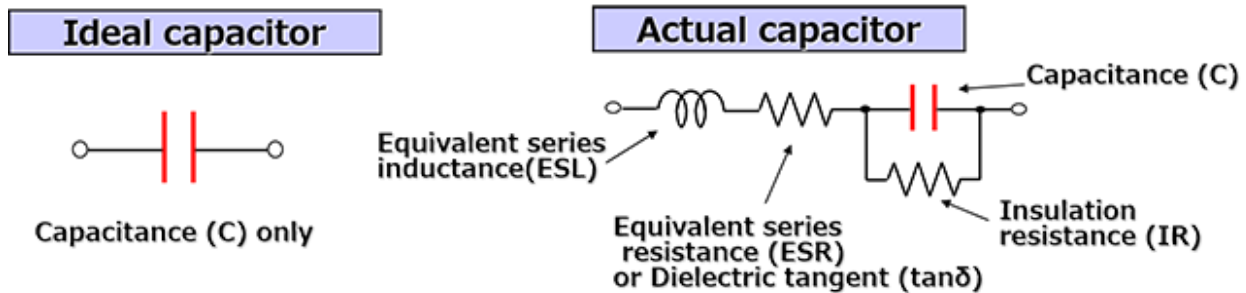 Ideal capacitor
Capacitance (C) only
Actual capacitor
Capacitance (C)
Equivalent series
inductance(ESL)
Equivalent series
resistance (ESR)
or Dielectric tangent (tanδ)
Insulation
resistance (IR)